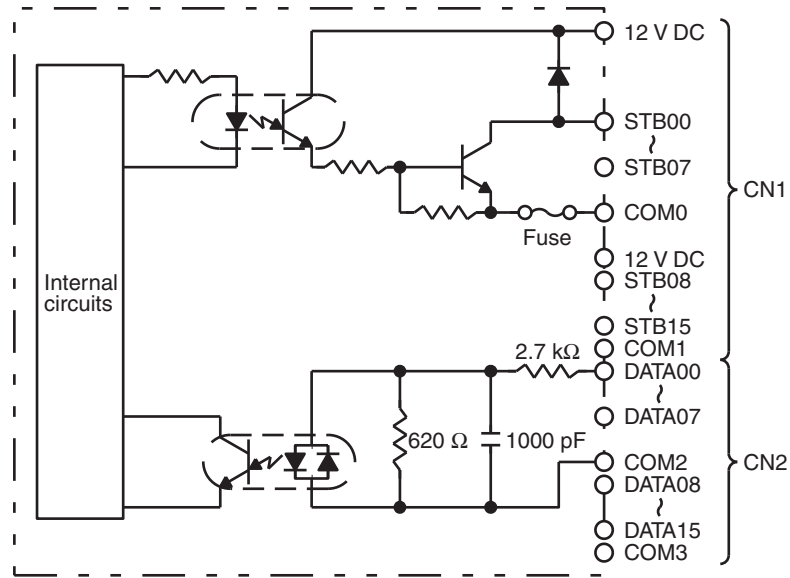 12 V DC
STB00
~
STB07
CN1
COM0
Fuse
12 V DC
Internal
circuits
STB08
~
STB15
2.7 kΩ
COM1
DATA00
~
DATA07
620 Ω
1000 pF
COM2
CN2
DATA08
~
DATA15
COM3